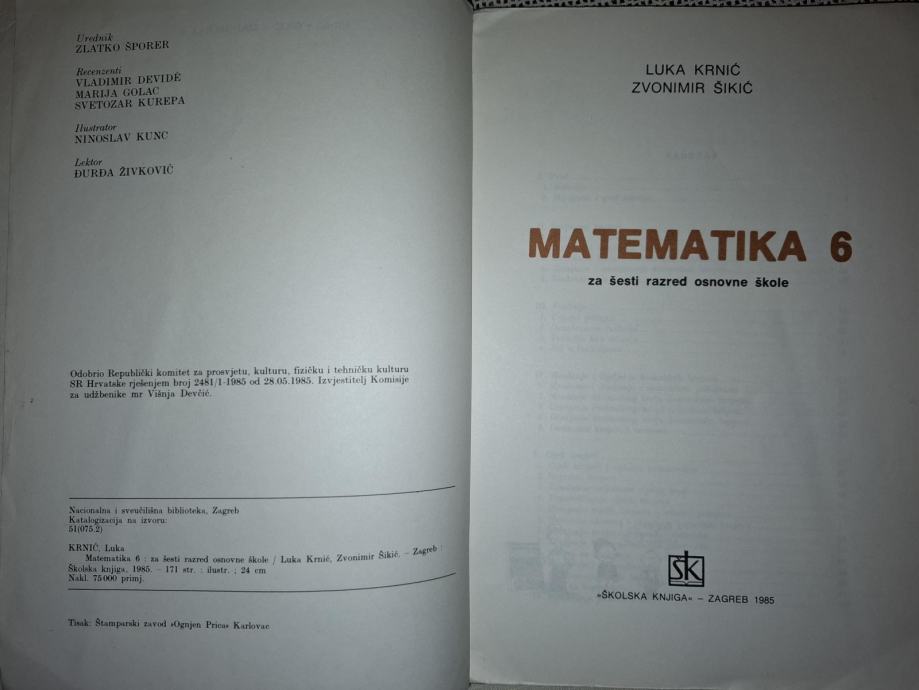 Urednik
ZLATKO ŠPORER
Recenzenti
VLADIMIR DEVIDÉ
MARIJA GOLAC
SVETOZAR KUREPA
Ilustrator
NINOSLAV KUNC
Lektor
ĐURĐA ŽIVKOVIČ
Odobrio Republički komitet za prosvjetu, kulturu, fizičku i tehničku kulturu
SR Hrvatske rješenjem broj 2481/1-1985 od 28.05.1985. Izvjestitelj Komisije
za udžbenike mr Višnja Devčić.
Nacionalna i sveučilišna biblioteka, Zagreb
Katalogizacija na izvoru:
51(075.2)
KRNIĆ, Luka
Matematika 6 : za šesti razred osnovne škole / Luka Krnić, Zvonimir Šikić. – Zagreb :
Školska knjiga, 1985. – 171 str. : ilustr. ; 24 cm
Nakl. 75000 primj.
Tisak: Štamparski zavod »Ognjen Prica« Karlovac
LUKA KRNIĆ
ZVONIMIR ŠIKIĆ
MATEMATIKA 6
za šesti razred osnovne škole
ŠK
»ŠKOLSKA KNJIGA« – ZAGREB 1985